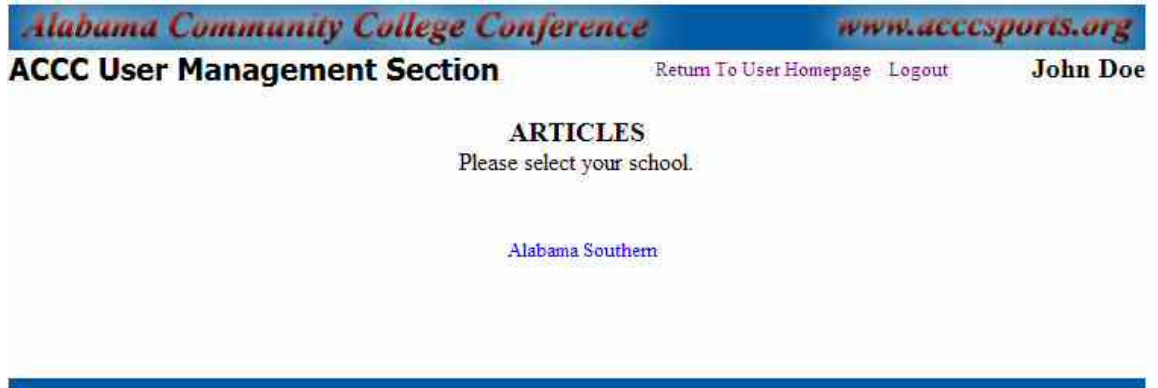 Alabama Community College Conference www.acccsports.org
ACCC User Management Section Return To User Homepage Logout John Doe
ARTICLES
Please select your school.
Alabama Southern